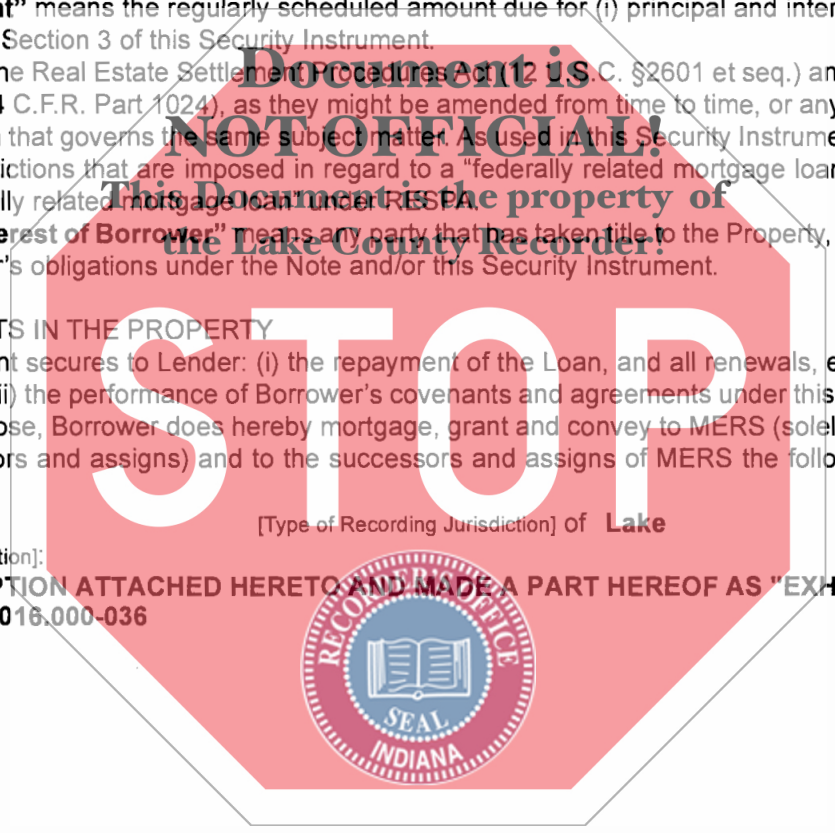 nt” means the regularly scheduled amount due for (i) principal and inter
Section 3 of this Security Instrument.
Document is
he Real Estate Settlement Procedures Act (12 U.S.C. §2601 et seq.) an
4 C.F.R. Part 1024), as they might be amended from time to time, or any
NOT OFFICIAL!
that governs the same subject matter. As used in this Security Instrume
ictions that are imposed in regard to a “federally related mortgage loan
This Document is the property of
lly related mortgage loan” under RESPA.
erest of Borrower” means any party that has taken title to the Property,
the Lake County Recorder!
r’s obligations under the Note and/or this Security Instrument.
TS IN THE PROPERTY
nt secures to Lender: (i) the repayment of the Loan, and all renewals, e
ii) the performance of Borrower’s covenants and agreements under this
STOP
ose, Borrower does hereby mortgage, grant and convey to MERS (solel
ors and assigns) and to the successors and assigns of MERS the follo
[Type of Recording Jurisdiction] of Lake
tion]:
PTION ATTACHED HERETO AND MADE A PART HEREOF AS "EXH
016.000-036
RECORDER'S OFFICE
SEAL
INDIANA